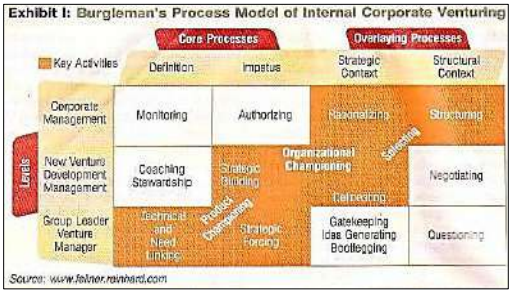 Exhibit I: Burgleman's Process Model of Internal Corporate Venturing
Core Processes
Overlaying Processes
Key Activities
Definition
Impetus
Strategic
Context
Structural
Context
Levels
Corporate
Management
Monitoring
Authorizing
Rationalizing
Structuring
Selecting
Organizational
Championing
New Venture
Development
Management
Coaching
Stewardship
Strategic
Building
Delineating
Negotiating
Product
Championing
Group Leader
Venture
Manager
Technical
and
Need
Linking
Strategic
Forcing
Gatekeeping
Idea Generating
Bootlegging
Questioning
Source: www.fellner.reinhard.com